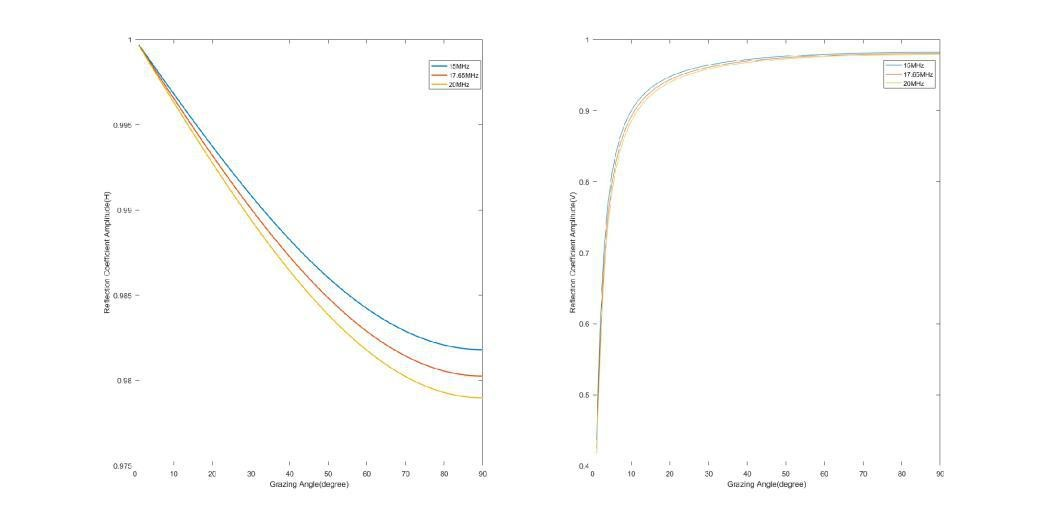 1
0.995
0.99
0.985
0.98
0.975
Reflection Coefficient Amplitude(H)
15MHz
17.65MHz
20MHz
0 10 20 30 40 50 60 70 80 90
Grazing Angle(degree)
1
0.9
0.8
0.7
0.6
0.5
0.4
Reflection Coefficient Amplitude(V)
15MHz
17.65MHz
20MHz
0 10 20 30 40 50 60 70 80 90
Grazing Angle(degree)